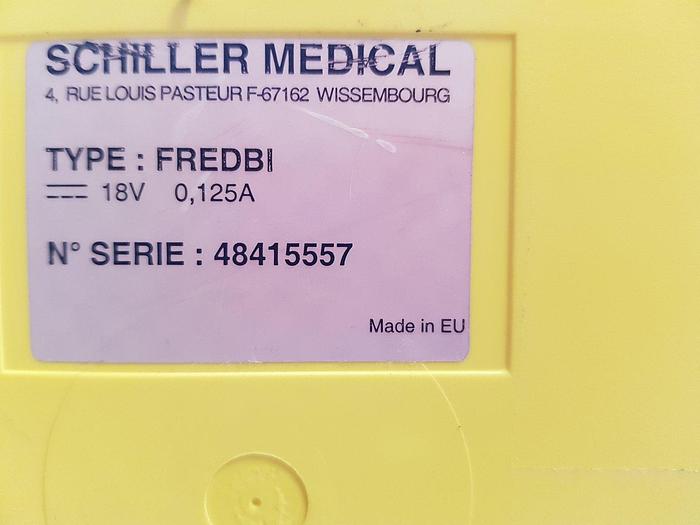 SCHILLER MEDICAL
4, RUE LOUIS PASTEUR F-67162 WISSEMBOURG
TYPE : FREDBI
18V 0,125A
N° SERIE : 48415557
Made in EU